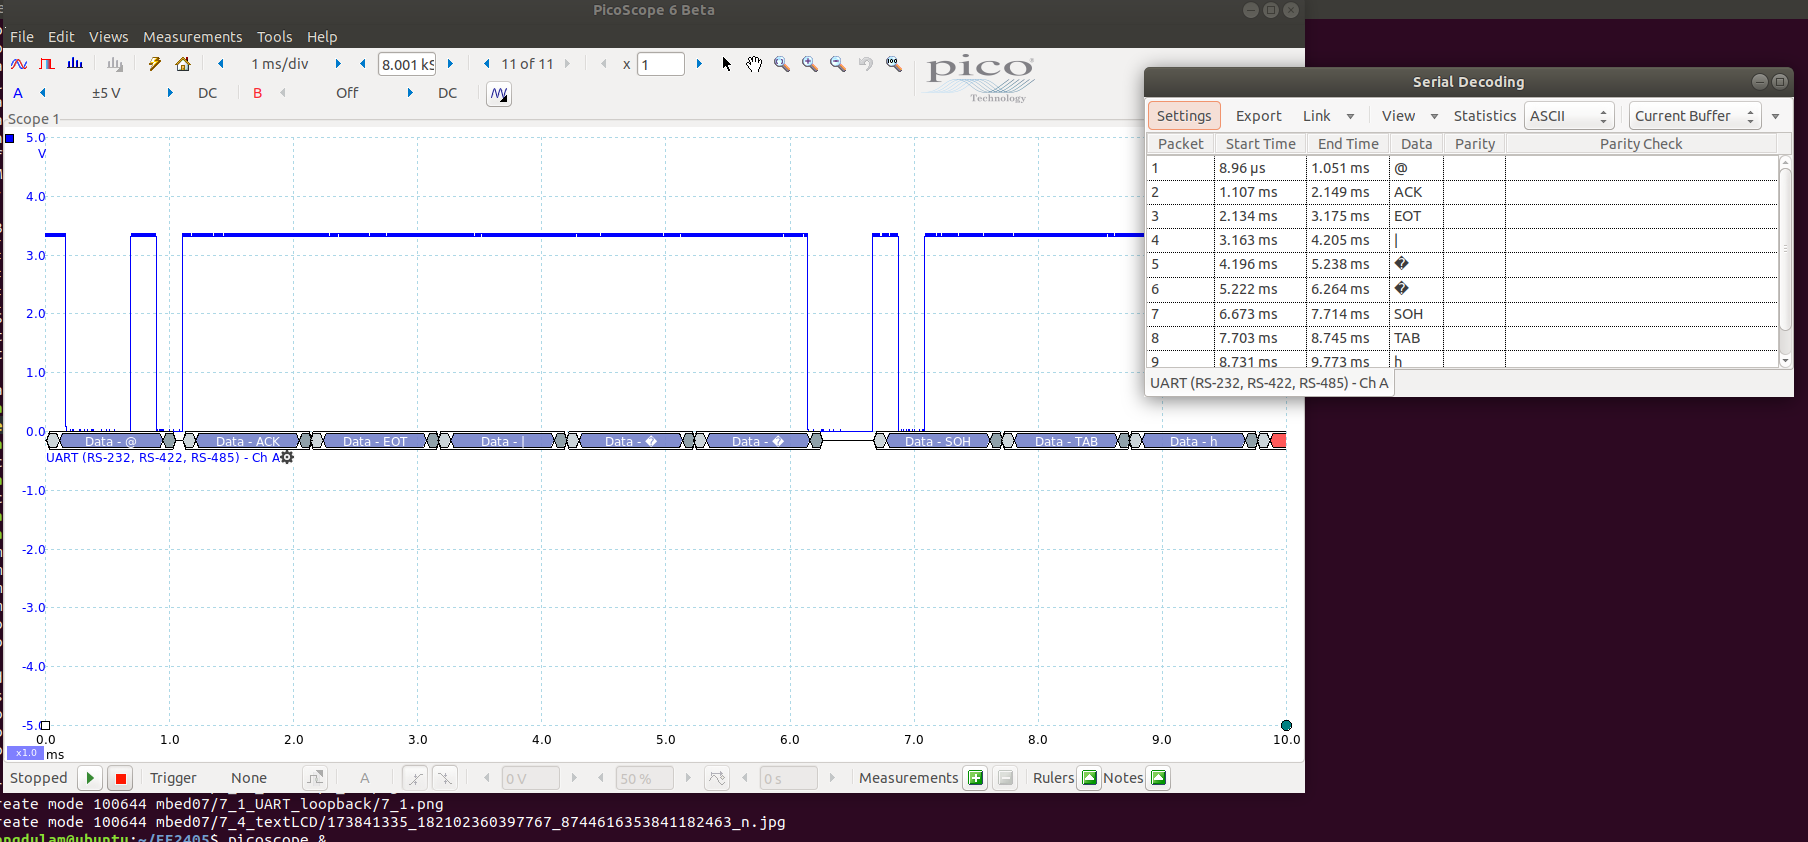 PicoScope 6 Beta
File Edit Views Measurements Tools Help
1 ms/div 8.001 kS 11 of 11 x 1
A ±5 V DC B Off DC
pico
Technology
Scope 1
5.0
V
4.0
3.0
2.0
1.0
0.0
Data - @ Data - ACK Data - EOT Data - | Data - � Data - � Data - SOH Data - TAB Data - h
UART (RS-232, RS-422, RS-485) - Ch A
-1.0
-2.0
-3.0
-4.0
-5.0
0.0 1.0 2.0 3.0 4.0 5.0 6.0 7.0 8.0 9.0 10.0
x1.0 ms
Stopped Trigger None A 0 V 50 % 0 s Measurements Rulers Notes
Serial Decoding
Settings Export Link View Statistics ASCII Current Buffer
Packet Start Time End Time Data Parity Parity Check
1 8.96 µs 1.051 ms @
2 1.107 ms 2.149 ms ACK
3 2.134 ms 3.175 ms EOT
4 3.163 ms 4.205 ms |
5 4.196 ms 5.238 ms �
6 5.222 ms 6.264 ms �
7 6.673 ms 7.714 ms SOH
8 7.703 ms 8.745 ms TAB
9 8.731 ms 9.773 ms h
UART (RS-232, RS-422, RS-485) - Ch A
reate mode 100644 mbed07/7_1_UART_loopback/7_1.png
reate mode 100644 mbed07/7_4_textLCD/173841335_182102360397767_8744616353841182463_n.jpg
angdulam@ubuntu:~/EE2405$ picoscope &